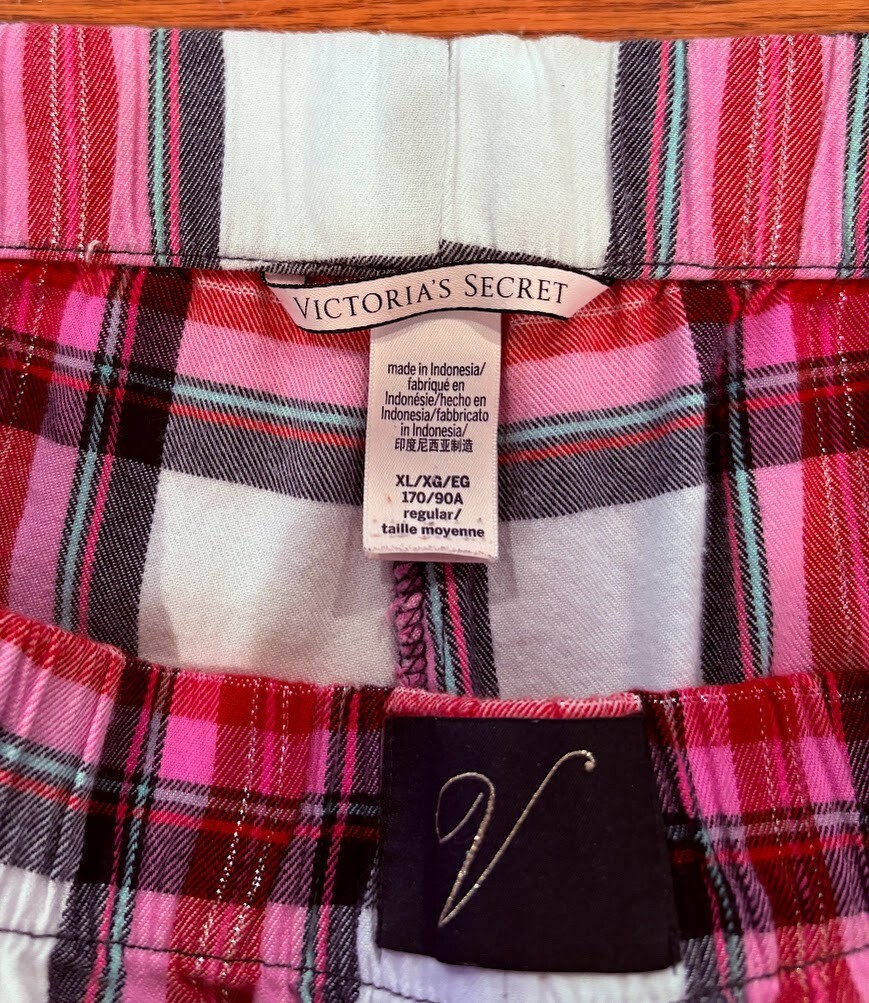 VICTORIA'S SECRET
made in Indonesia/
fabriqué en
Indonésie/hecho en
Indonesia/fabbricato
in Indonesia/
印度尼西亚制造
XL/XG/EG
170/90A
regular/
taille moyenne
V